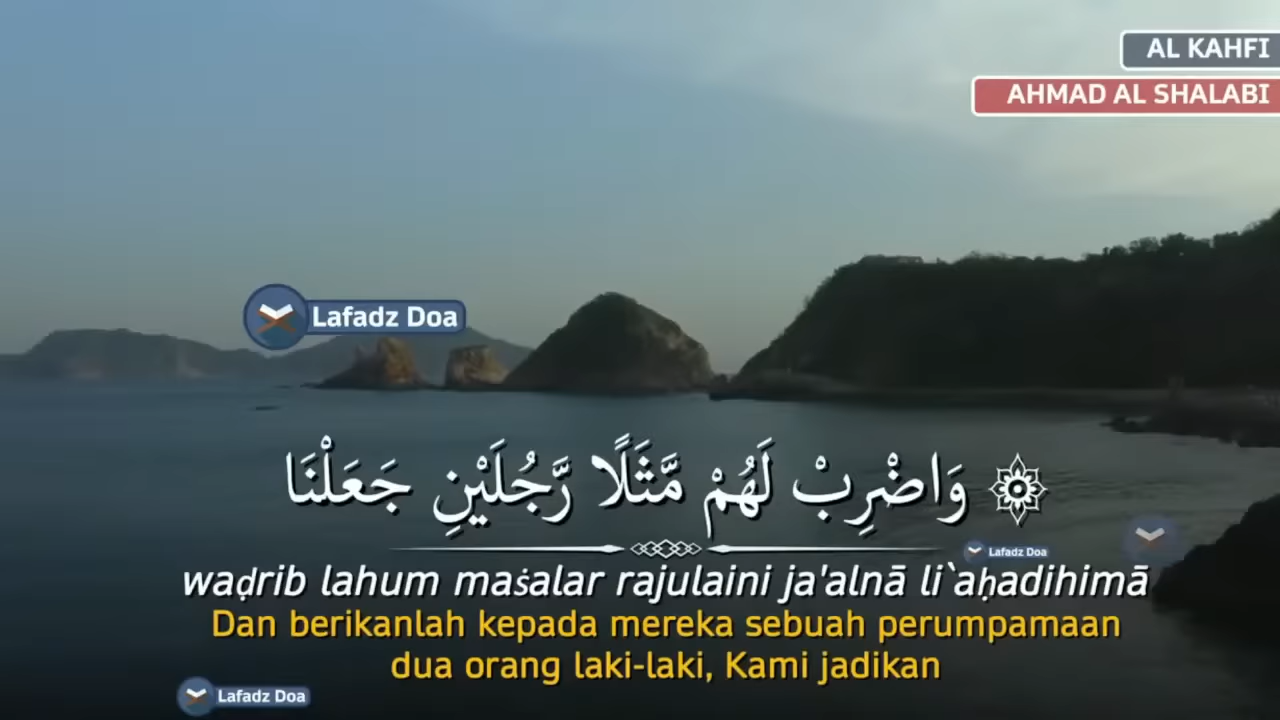 AL KAHFI
AHMAD AL SHALABI
Lafadz Doa
۞ وَاضْرِبْ لَهُمْ مَّثَلًا رَّجُلَيْنِ جَعَلْنَا
Lafadz Doa
waḍrib lahum maṡalar rajulaini ja'alnā li`aḥadihimā
Dan berikanlah kepada mereka sebuah perumpamaan
dua orang laki-laki, Kami jadikan
Lafadz Doa